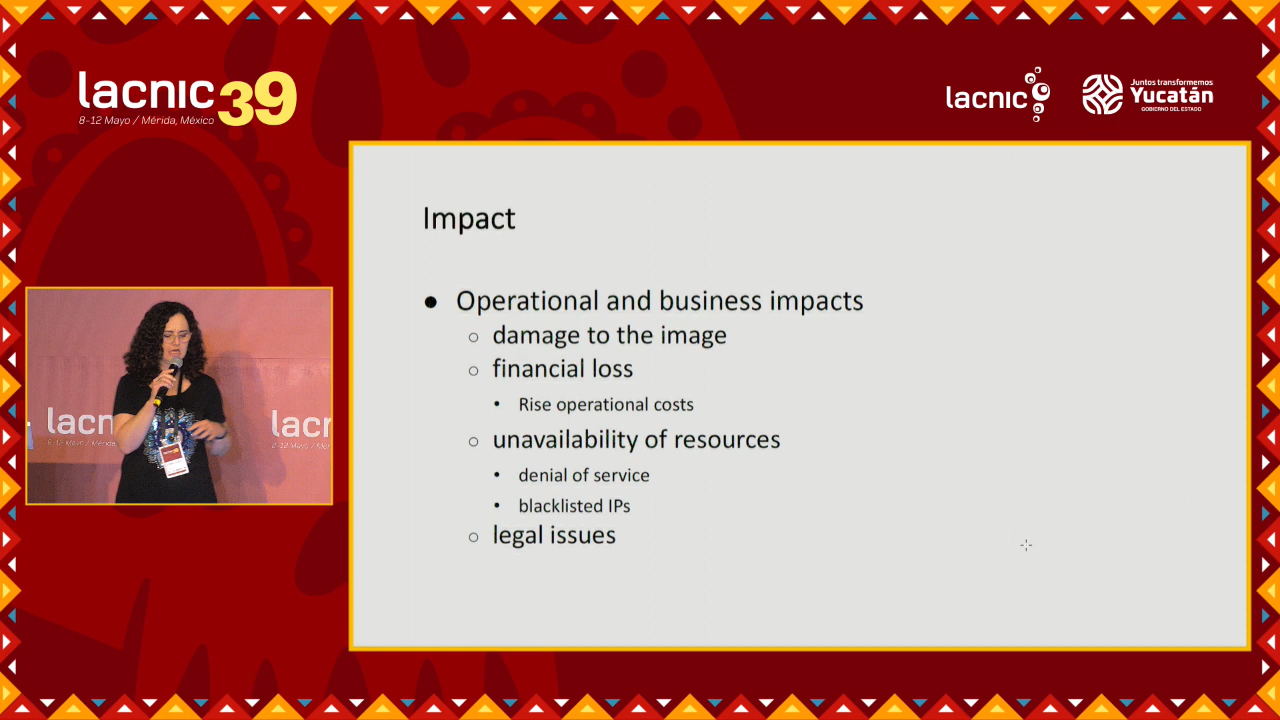 lacnic39
8-12 Mayo / Mérida, México
lacnic
Juntos transformemos
Yucatán
GOBIERNO DEL ESTADO
Impact
● Operational and business impacts
○ damage to the image
○ financial loss
• Rise operational costs
○ unavailability of resources
• denial of service
• blacklisted IPs
○ legal issues
lacn
lacr